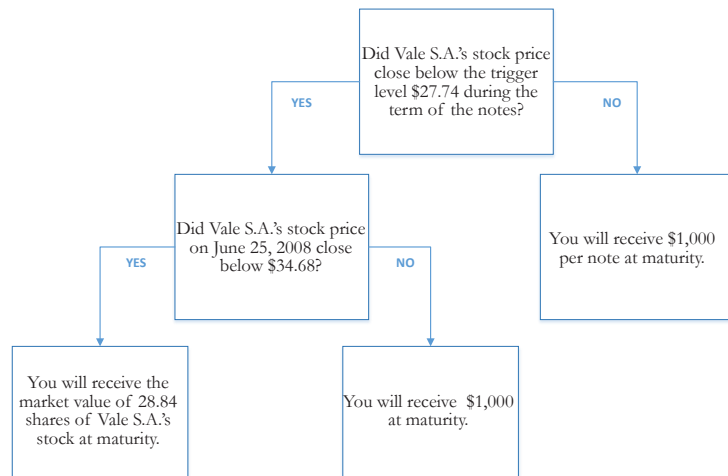 Did Vale S.A.'s stock price
close below the trigger
level $27.74 during the
term of the notes?
YES
NO
Did Vale S.A.'s stock price
on June 25, 2008 close
below $34.68?
You will receive $1,000
per note at maturity.
YES
NO
You will receive the
market value of 28.84
shares of Vale S.A.'s
stock at maturity.
You will receive $1,000
at maturity.